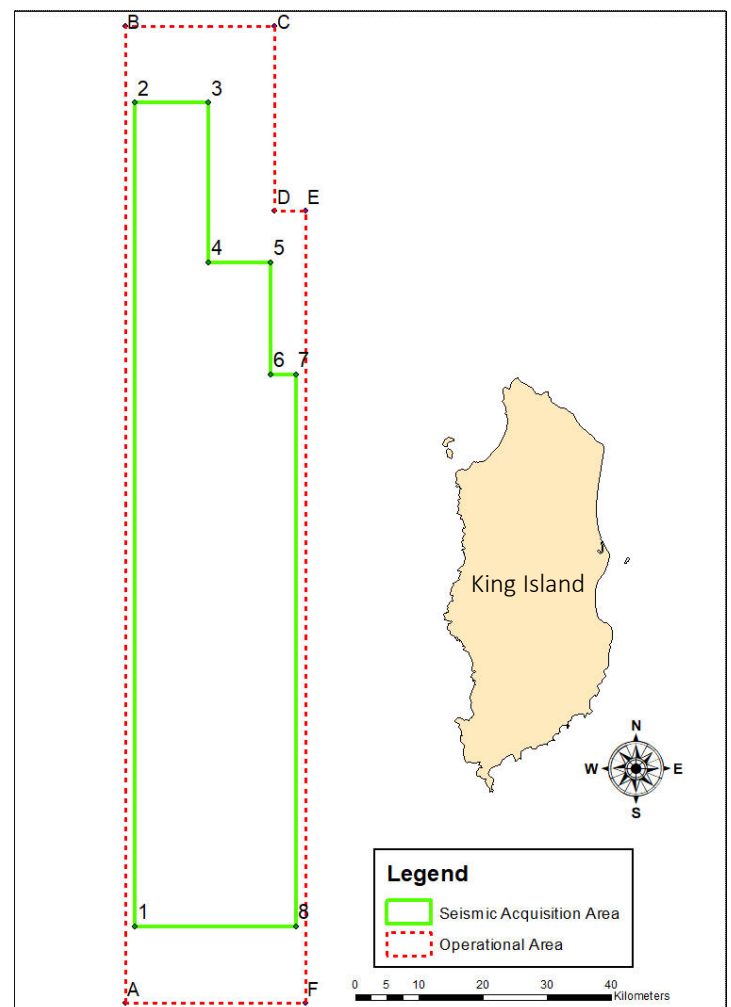 B C
2 3
D E
4 5
6 7
King Island
N
W E
S
Legend
1 8
Seismic Acquisition Area
Operational Area
A F
0 5 10 20 30 40
Kilometers